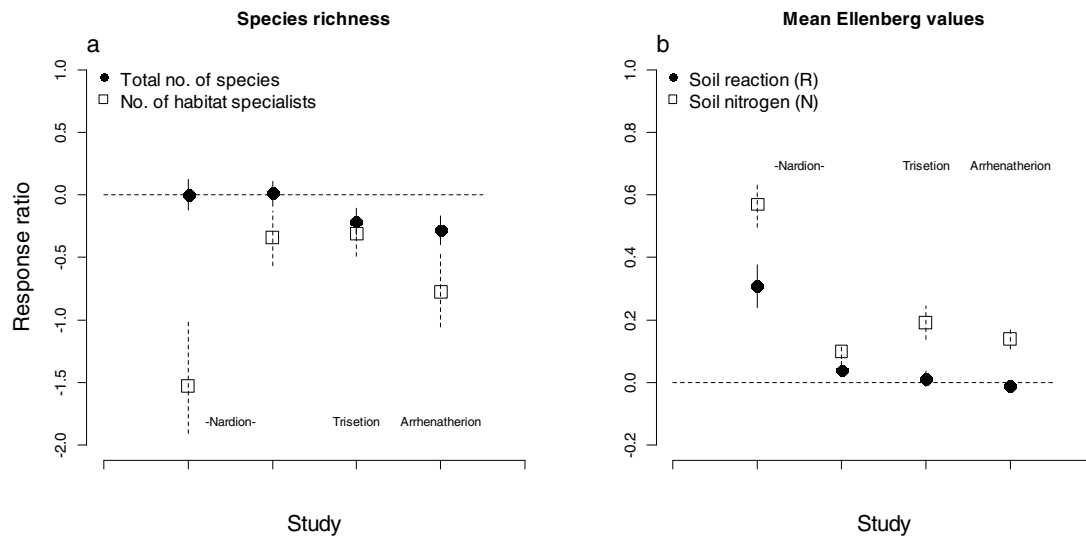 Species richness
a
1.0
Total no. of species
No. of habitat specialists
0.5
0.0
-0.5
-1.0
-1.5
-2.0
Response ratio
-Nardion-
Trisetion
Arrhenatherion
Study
Mean Ellenberg values
b
1.0
Soil reaction (R)
Soil nitrogen (N)
0.8
0.6
0.4
0.2
0.0
-0.2
-Nardion-
Trisetion
Arrhenatherion
Study